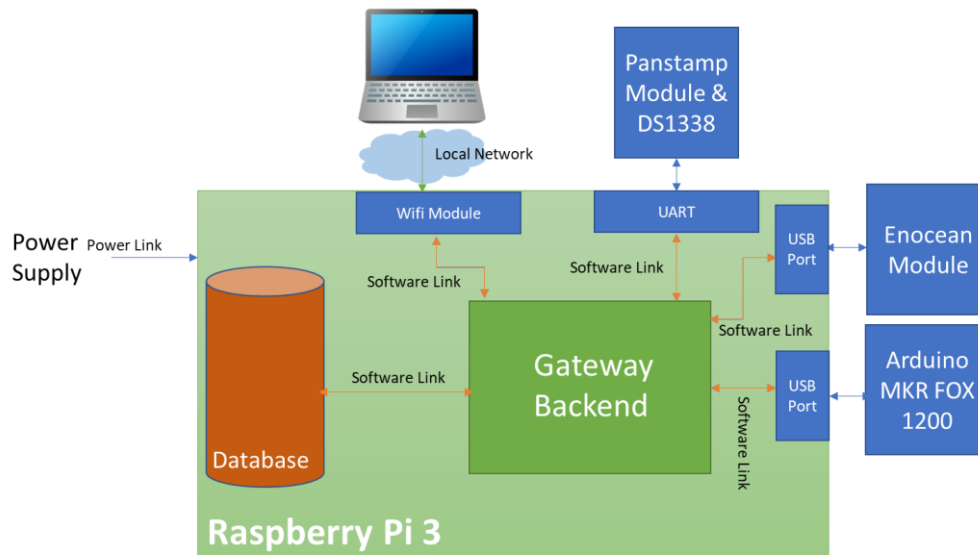 Panstamp
Module &
DS1338
Local Network
Wifi Module
UART
USB
Port
Enocean
Module
Power
Supply
Power Link
Software Link
Software Link
Software Link
Gateway
Backend
Software Link
USB
Port
Arduino
MKR FOX
1200
Software Link
Database
Raspberry Pi 3